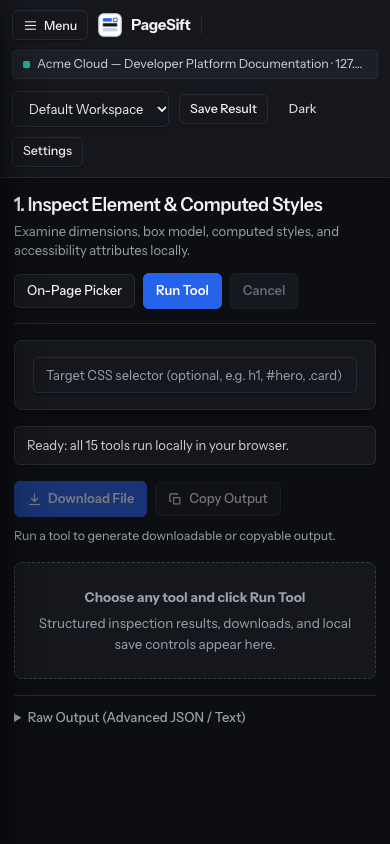 Menu
PageSift
Acme Cloud — Developer Platform Documentation · 127....
Default Workspace
Save Result
Dark
Settings
1. Inspect Element & Computed Styles
Examine dimensions, box model, computed styles, and
accessibility attributes locally.
On-Page Picker
Run Tool
Cancel
Target CSS selector (optional, e.g. h1, #hero, .card)
Ready: all 15 tools run locally in your browser.
Download File
Copy Output
Run a tool to generate downloadable or copyable output.
Choose any tool and click Run Tool
Structured inspection results, downloads, and local
save controls appear here.
Raw Output (Advanced JSON / Text)